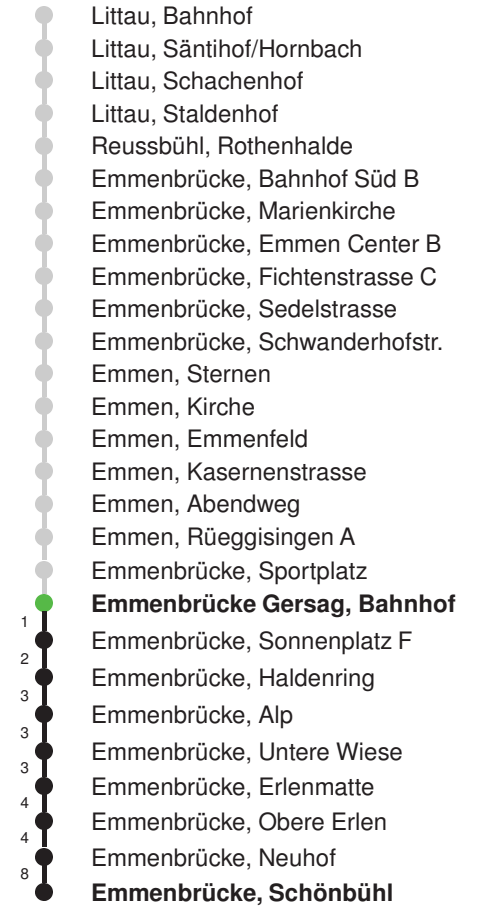 Littau, Bahnhof
Littau, Säntihof/Hornbach
Littau, Schachenhof
Littau, Staldenhof
Reussbühl, Rothenhalde
Emmenbrücke, Bahnhof Süd B
Emmenbrücke, Marienkirche
Emmenbrücke, Emmen Center B
Emmenbrücke, Fichtenstrasse C
Emmenbrücke, Sedelstrasse
Emmenbrücke, Schwanderhofstr.
Emmen, Sternen
Emmen, Kirche
Emmen, Emmenfeld
Emmen, Kasernenstrasse
Emmen, Abendweg
Emmen, Rüeggisingen A
Emmenbrücke, Sportplatz
Emmenbrücke Gersag, Bahnhof
1
Emmenbrücke, Sonnenplatz F
2
Emmenbrücke, Haldenring
3
Emmenbrücke, Alp
3
Emmenbrücke, Untere Wiese
3
Emmenbrücke, Erlenmatte
4
Emmenbrücke, Obere Erlen
4
Emmenbrücke, Neuhof
8
Emmenbrücke, Schönbühl